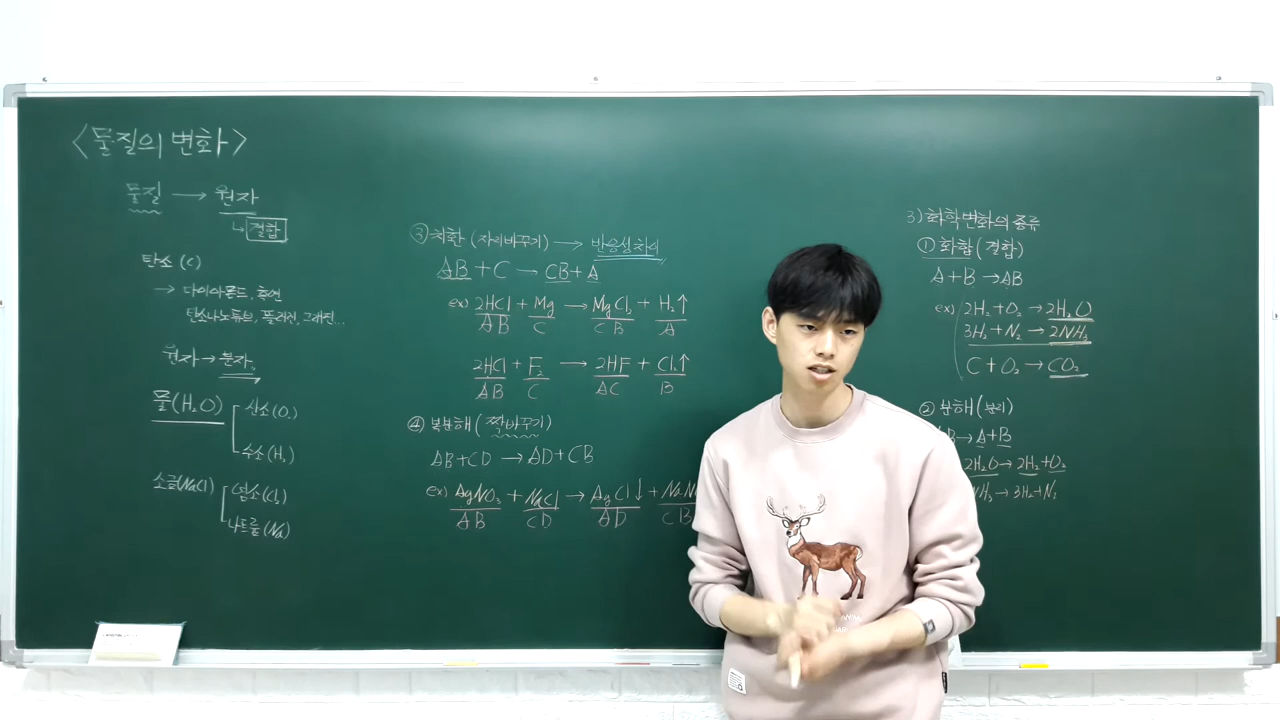 <물질의 변화>
물질 → 원자
↳ 결합
탄소 (C)
→ 다이아몬드, 흑연
탄소나노튜브, 풀러렌, 그래핀...
원자 → 분자
물(H₂O) 산소(O₂)
수소(H₂)
소금(NaCl) 염소(Cl₂)
나트륨(Na)
③ 치환 (자리바꾸기) → 반응성차이
AB + C → CB + A
ex) 2HCl + Mg → MgCl₂ + H₂↑
AB C CB A
2HCl + F₂ → 2HF + Cl₂↑
AB C AC B
④ 복분해 (짝바꾸기)
AB + CD → AD + CB
ex) AgNO₃ + NaCl → AgCl↓ + NaN
AB CD AD CB
3) 화학변화의 종류
① 화합 (결합)
A + B → AB
ex) 2H₂ + O₂ → 2H₂O
3H₂ + N₂ → 2NH₃
C + O₂ → CO₂
② 분해 (분리)
B → A + B
2H₂O → 2H₂ + O₂
NH₃ → 3H₂ + N₂